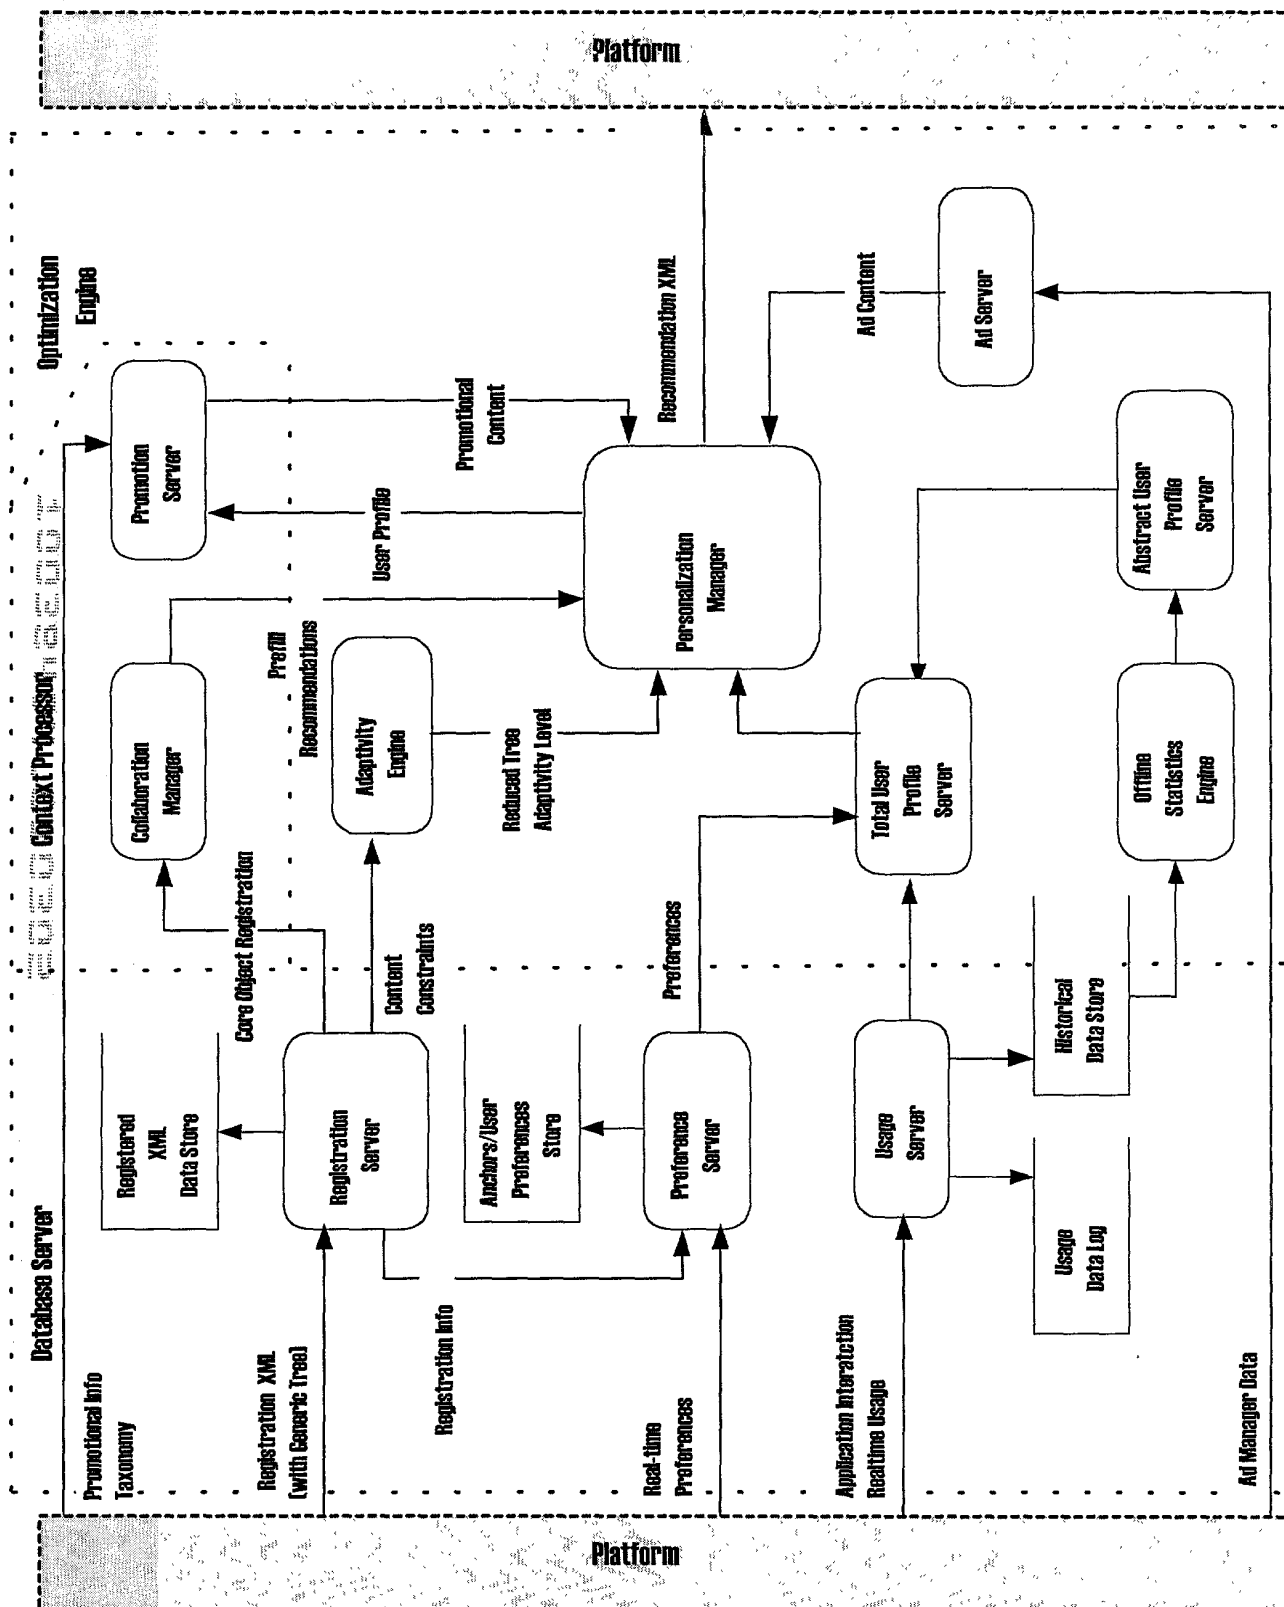 Platform
Optimization
Engine
Context Processor
Database Server
Promotion
Server
Collaboration
Manager
Promotional
Content
User Profile
Prefill
Recommendations
Recommendation XML
Ad Content
Ad Server
Personalization
Manager
Adaptivity
Engine
Reduced Tree
Adaptivity Level
Abstract User
Profile
Server
Total User
Profile
Server
Offline
Statistics
Engine
Core Object Registration
Content
Constraints
Preferences
Registered
XML
Data Store
Registration
Server
Anchors/User
Preferences
Store
Preference
Server
Usage
Server
Historical
Data Store
Usage
Data Log
Promotional Info
Taxonomy
Registration XML
(with Generic Tree)
Registration Info
Real-time
Preferences
Application Interatction
Realtime Usage
Ad Manager Data
Platform